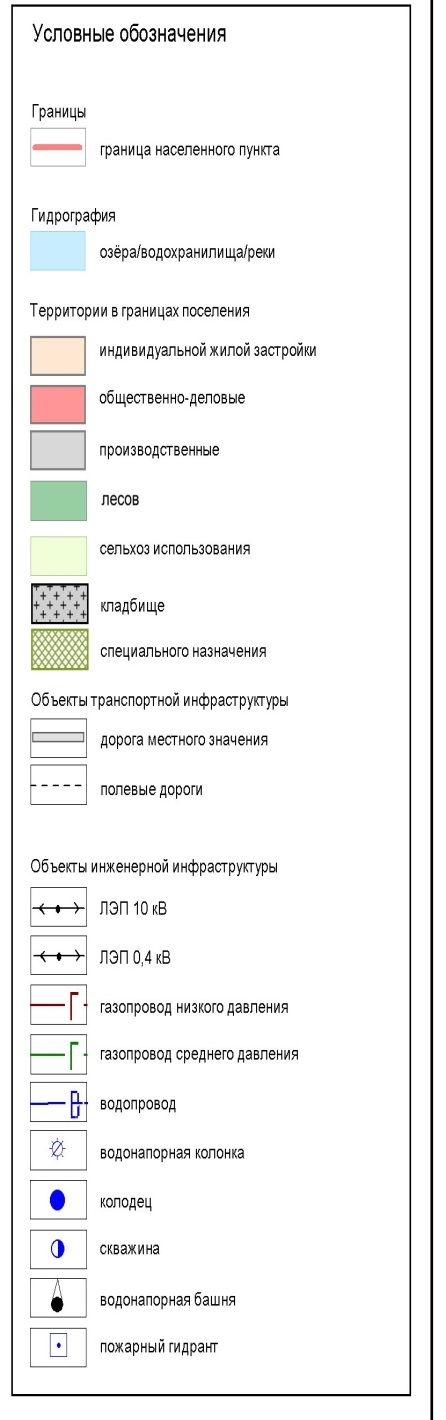 Условные обозначения
Границы
граница населенного пункта
Гидрография
озёра/водохранилища/реки
Территории в границах поселения
индивидуальной жилой застройки
общественно-деловые
производственные
лесов
сельхоз использования
кладбище
специального назначения
Объекты транспортной инфраструктуры
дорога местного значения
полевые дороги
Объекты инженерной инфраструктуры
ЛЭП 10 кВ
ЛЭП 0,4 кВ
Г газопровод низкого давления
Г газопровод среднего давления
В водопровод
водонапорная колонка
колодец
скважина
водонапорная башня
пожарный гидрант